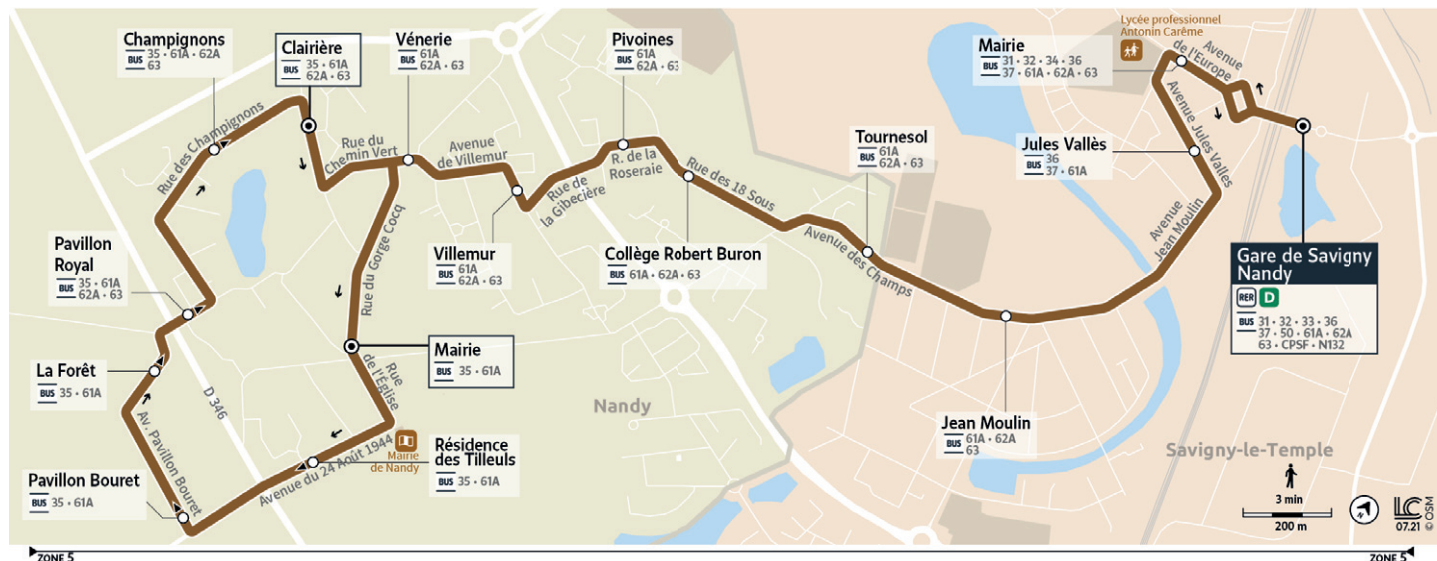 Champignons
BUS 35 • 61A • 62A
63
Clairière
BUS 35 • 61A
62A • 63
Vénerie
BUS 61A
62A • 63
Pivoines
BUS 61A
62A • 63
Lycée professionnel
Antonin Carême
Mairie
BUS 31 • 32 • 34 • 36
37 • 61A • 62A • 63
Avenue
de l'Europe
Rue des Champignons
Rue du
Chemin Vert
Avenue
de Villemur
Rue de
la Gibecière
R. de la
Roseraie
Rue des 18 Sous
Tournesol
BUS 61A
62A • 63
Jules Vallès
BUS 36
37 • 61A
Avenue Jules Valles
Avenue
Jean Moulin
Pavillon
Royal
BUS 35 • 61A
62A • 63
Rue du Gorge Cocq
Villemur
BUS 61A
62A • 63
Collège Robert Buron
BUS 61A • 62A • 63
Avenue des Champs
Gare de Savigny
Nandy
RER D
BUS 31 • 32 • 33 • 36
37 • 50 • 61A • 62A
63 • CPSF • N132
La Forêt
BUS 35 • 61A
D 346
Mairie
BUS 35 • 61A
Rue
de l'Église
Nandy
Jean Moulin
BUS 61A • 62A
63
Av. Pavillon Bouret
Mairie
de Nandy
Avenue du 24 Août 1944
Résidence
des Tilleuls
BUS 35 • 61A
Savigny-le-Temple
Pavillon Bouret
BUS 35 • 61A
3 min
200 m
N
LC
07.21
© OSM
ZONE 5
ZONE 5